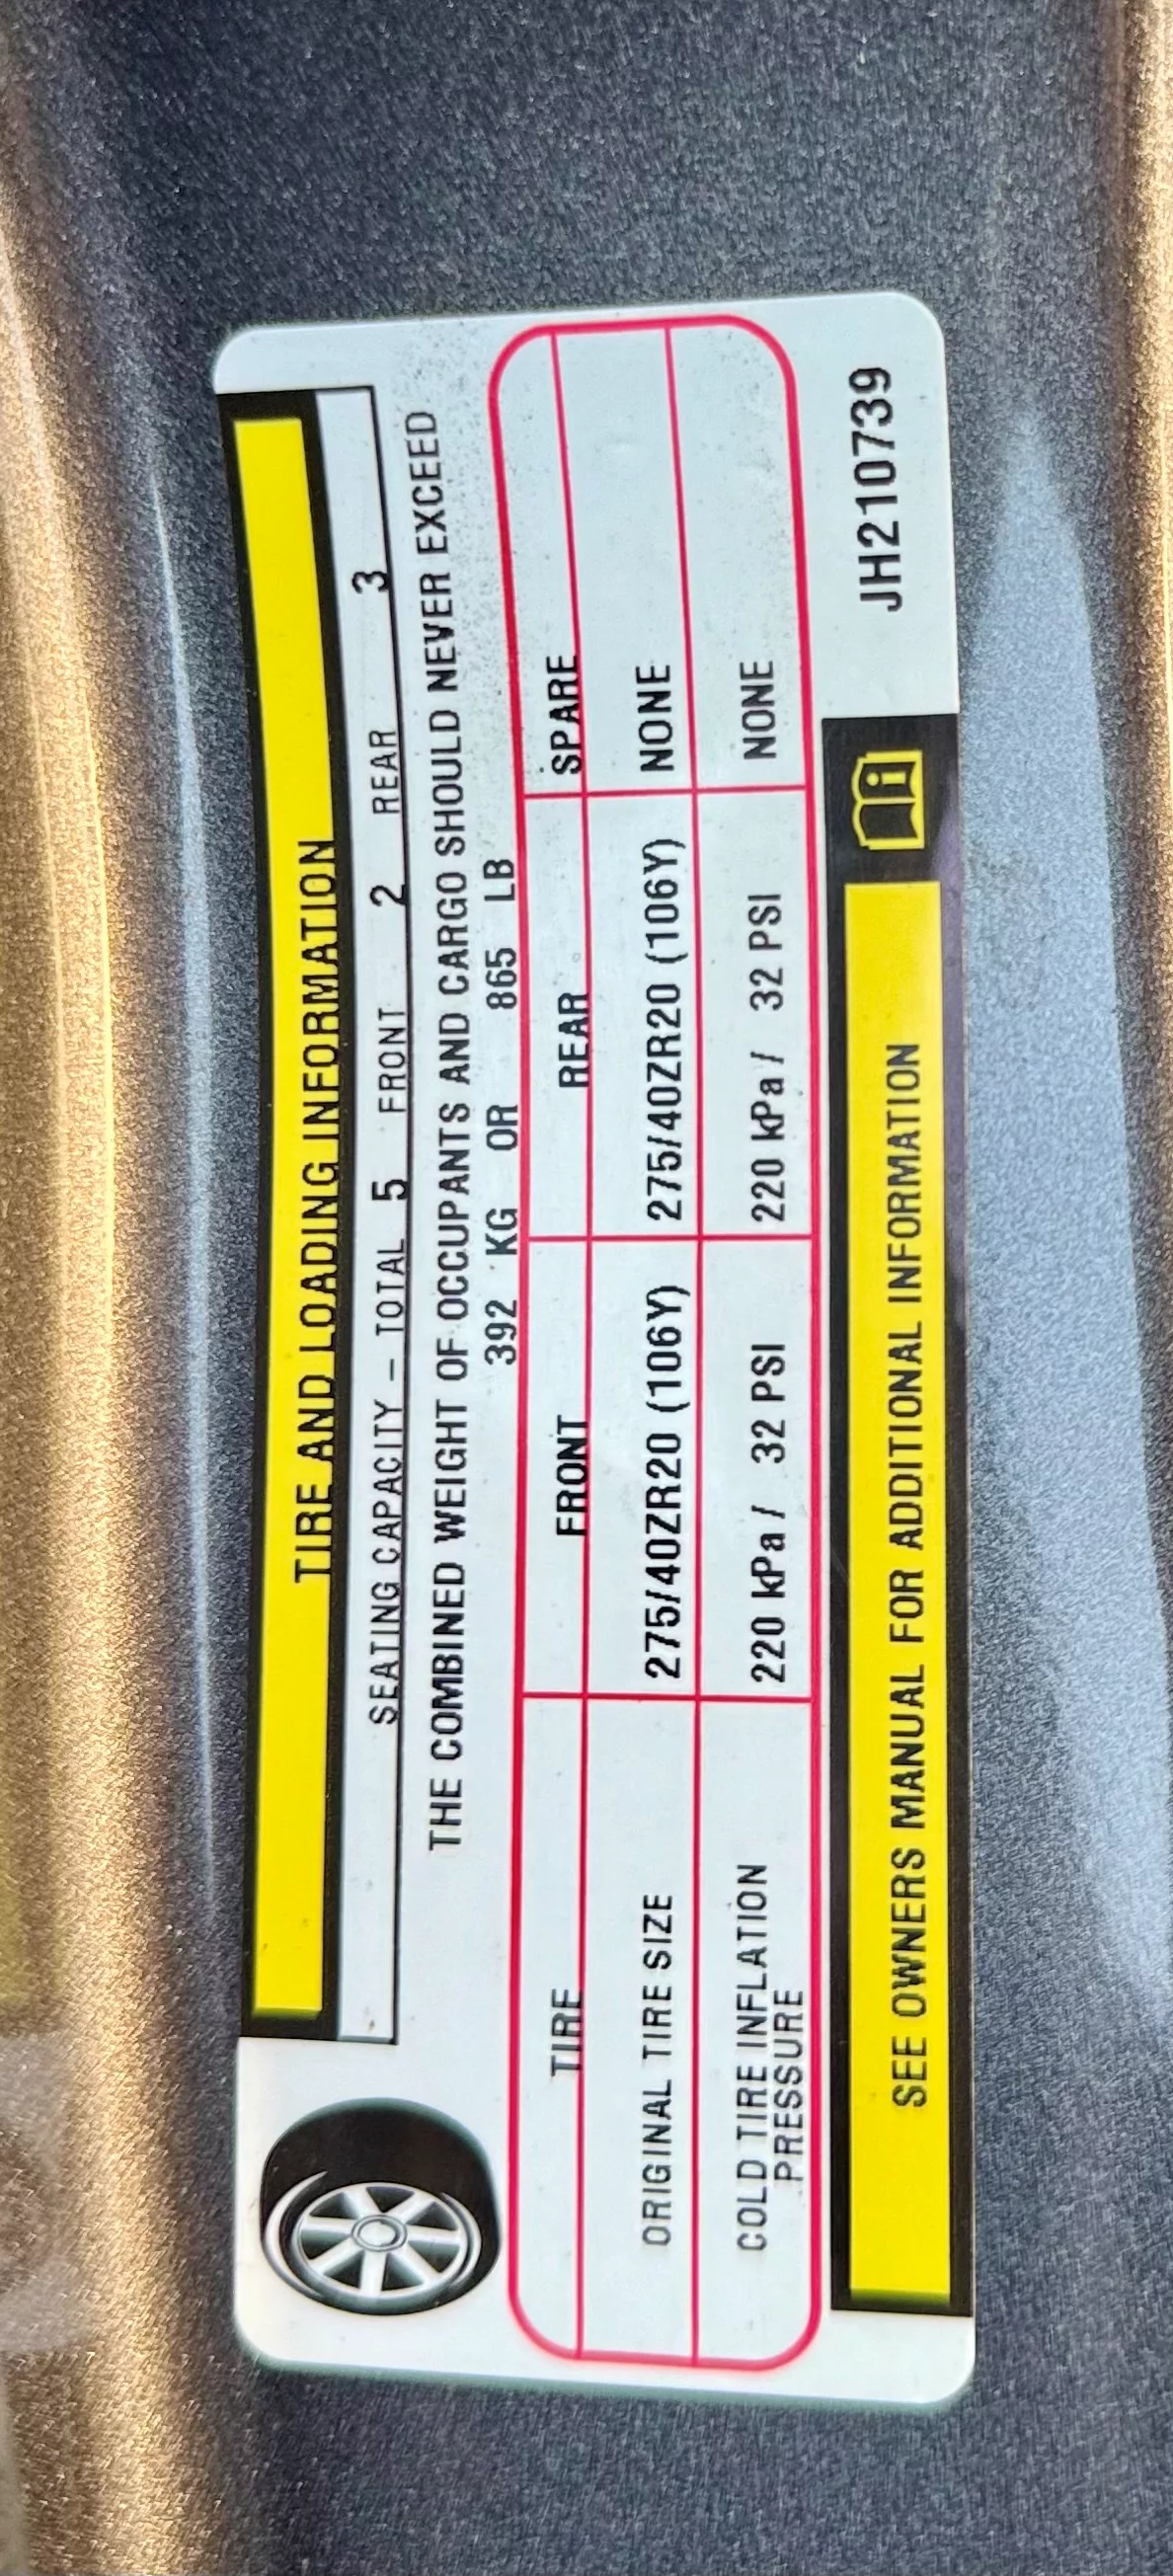 TIRE AND LOADING INFORMATION
SEATING CAPACITY – TOTAL 5 FRONT 2 REAR 3
THE COMBINED WEIGHT OF OCCUPANTS AND CARGO SHOULD NEVER EXCEED
392 KG OR 865 LB
TIRE FRONT REAR SPARE
ORIGINAL TIRE SIZE 275/40ZR20 (106Y) 275/40ZR20 (106Y) NONE
COLD TIRE INFLATION
PRESSURE 220 kPa / 32 PSI 220 kPa / 32 PSI NONE
SEE OWNERS MANUAL FOR ADDITIONAL INFORMATION
JH210739